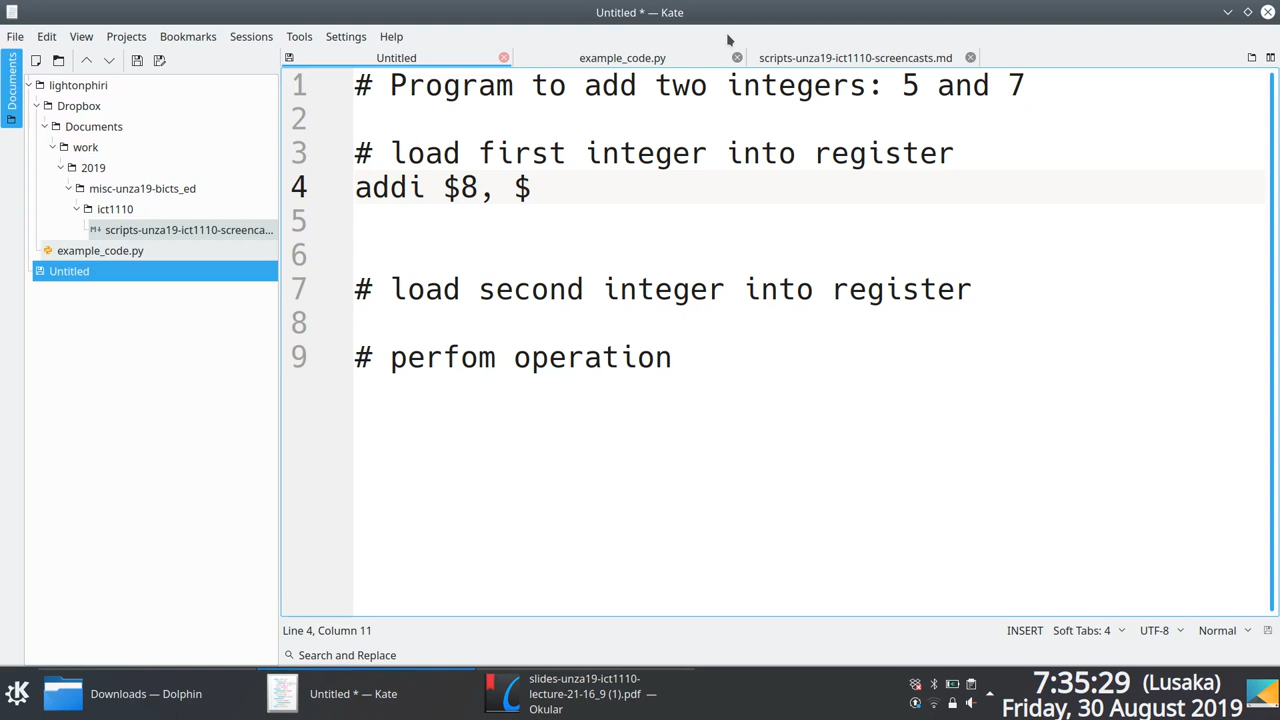 Untitled * — Kate
File Edit View Projects Bookmarks Sessions Tools Settings Help
Documents
Untitled
example_code.py
scripts-unza19-ict1110-screencasts.md
lightonphiri
Dropbox
Documents
work
2019
misc-unza19-bicts_ed
ict1110
scripts-unza19-ict1110-screenca...
example_code.py
Untitled
1 # Program to add two integers: 5 and 7
2
3 # load first integer into register
4 addi $8, $
5
6
7 # load second integer into register
8
9 # perfom operation
Line 4, Column 11
INSERT Soft Tabs: 4 UTF-8 Normal
Search and Replace
Downloads — Dolphin
Untitled * — Kate
slides-unza19-ict1110-
lecture-21-16_9 (1).pdf —
Okular
7:35:29 (Lusaka)
Friday, 30 August 2019